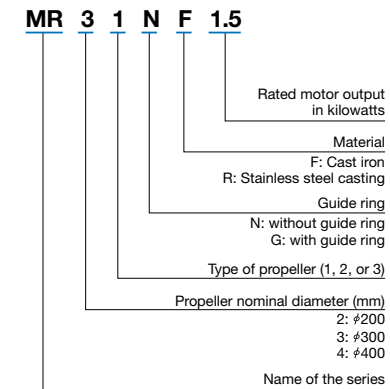 MR 3 1 N F 1.5
Rated motor output
in kilowatts
Material
F: Cast iron
R: Stainless steel casting
Guide ring
N: without guide ring
G: with guide ring
Type of propeller (1, 2, or 3)
Propeller nominal diameter (mm)
2: ϕ200
3: ϕ300
4: ϕ400
Name of the series